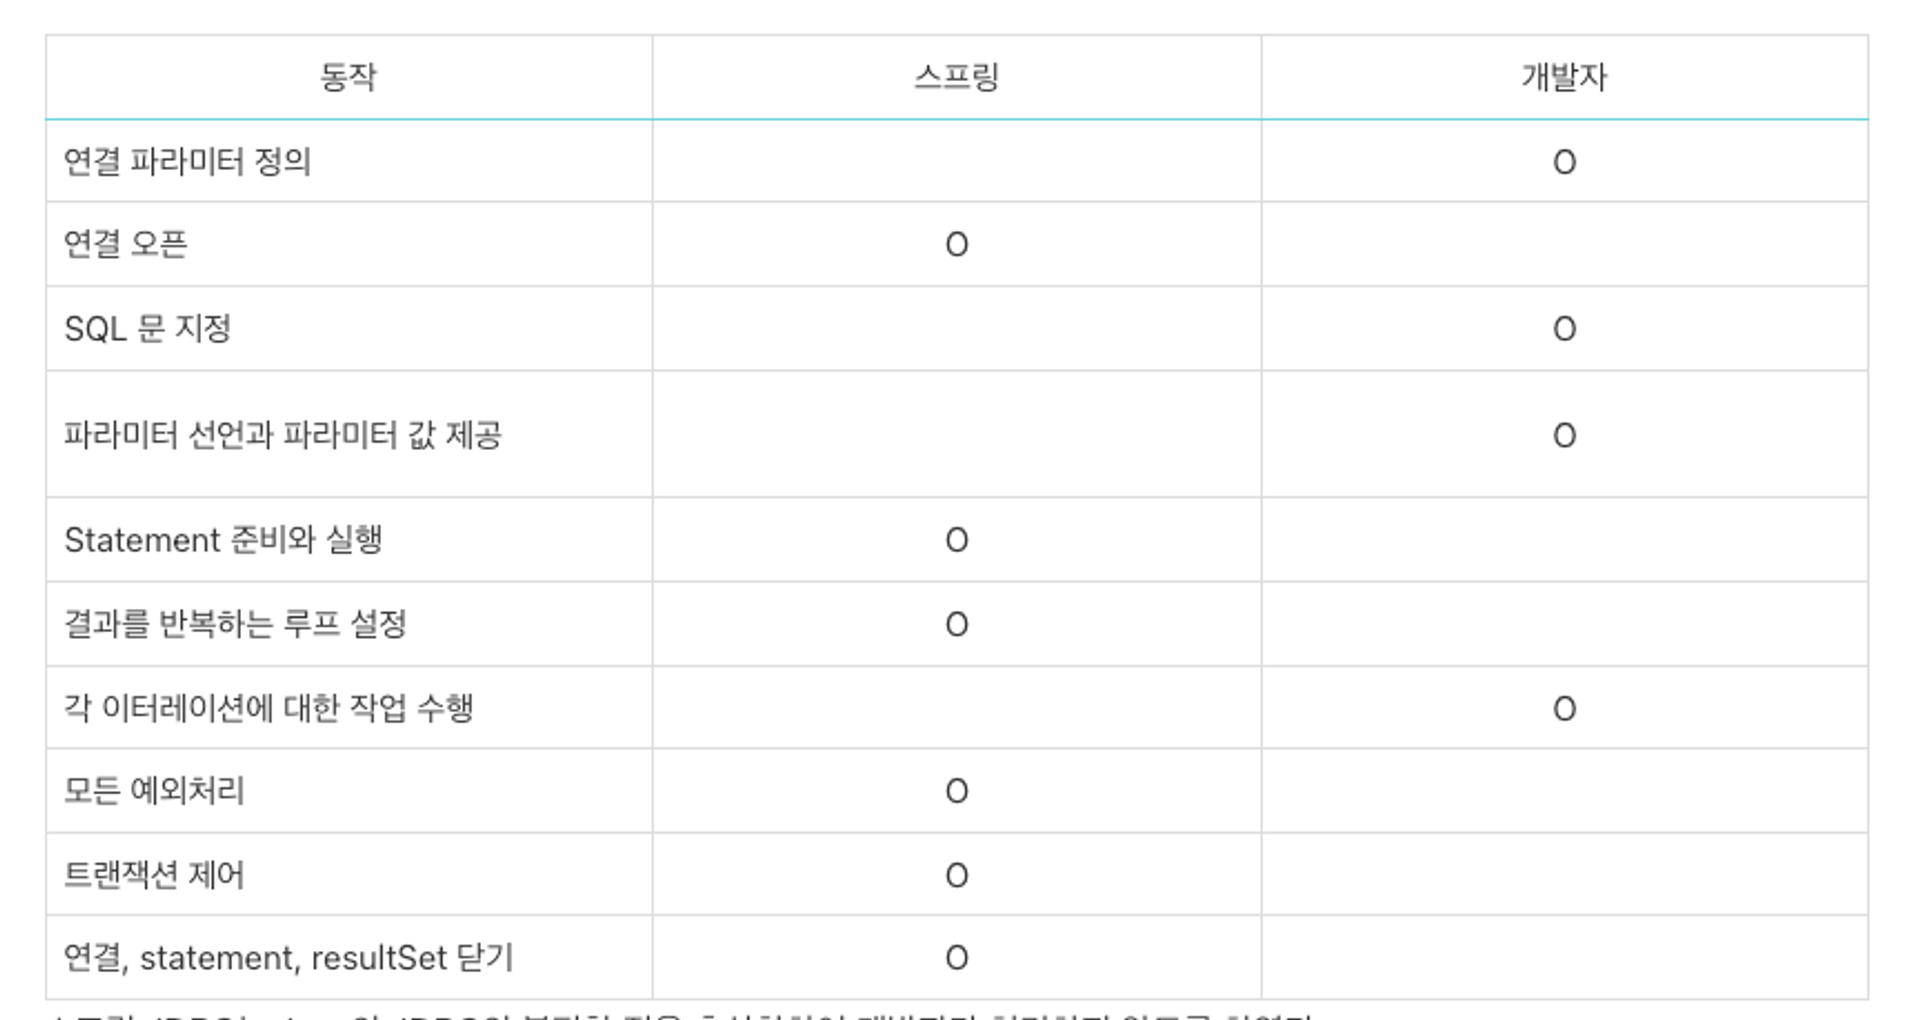 동작 스프링 개발자
연결 파라미터 정의 O
연결 오픈 O
SQL 문 지정 O
파라미터 선언과 파라미터 값 제공 O
Statement 준비와 실행 O
결과를 반복하는 루프 설정 O
각 이터레이션에 대한 작업 수행 O
모든 예외처리 O
트랜잭션 제어 O
연결, statement, resultSet 닫기 O